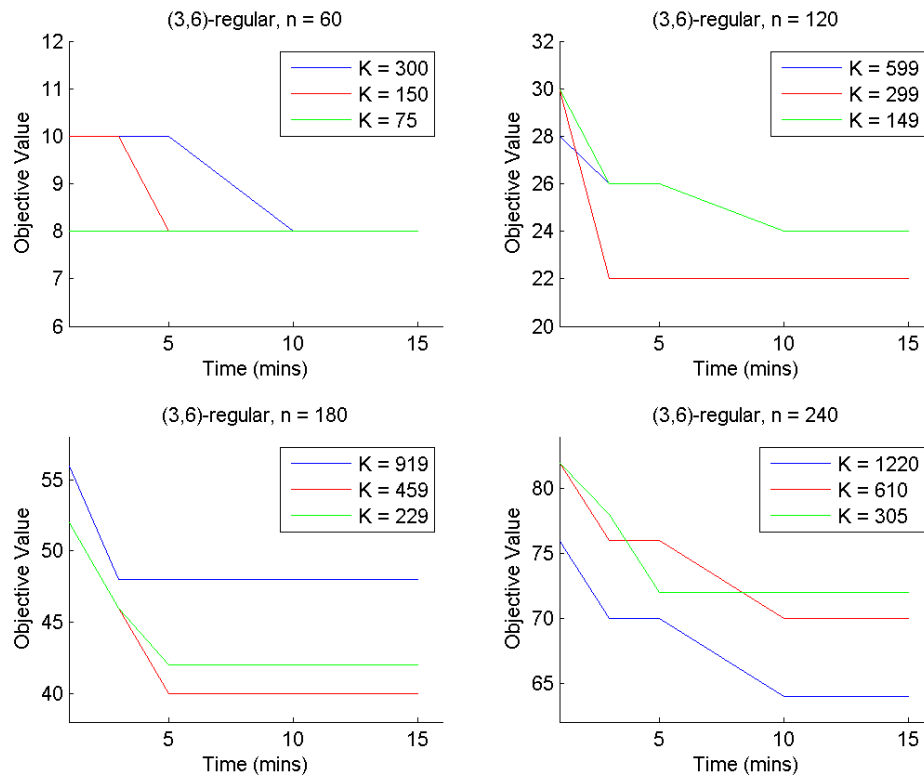 (3,6)-regular, n = 60
12
11
10
9
8
7
6
Objective Value
5
10
15
Time (mins)
K = 300
K = 150
K = 75
(3,6)-regular, n = 120
32
30
28
26
24
22
20
Objective Value
5
10
15
Time (mins)
K = 599
K = 299
K = 149
(3,6)-regular, n = 180
55
50
45
40
Objective Value
5
10
15
Time (mins)
K = 919
K = 459
K = 229
(3,6)-regular, n = 240
80
75
70
65
Objective Value
5
10
15
Time (mins)
K = 1220
K = 610
K = 305